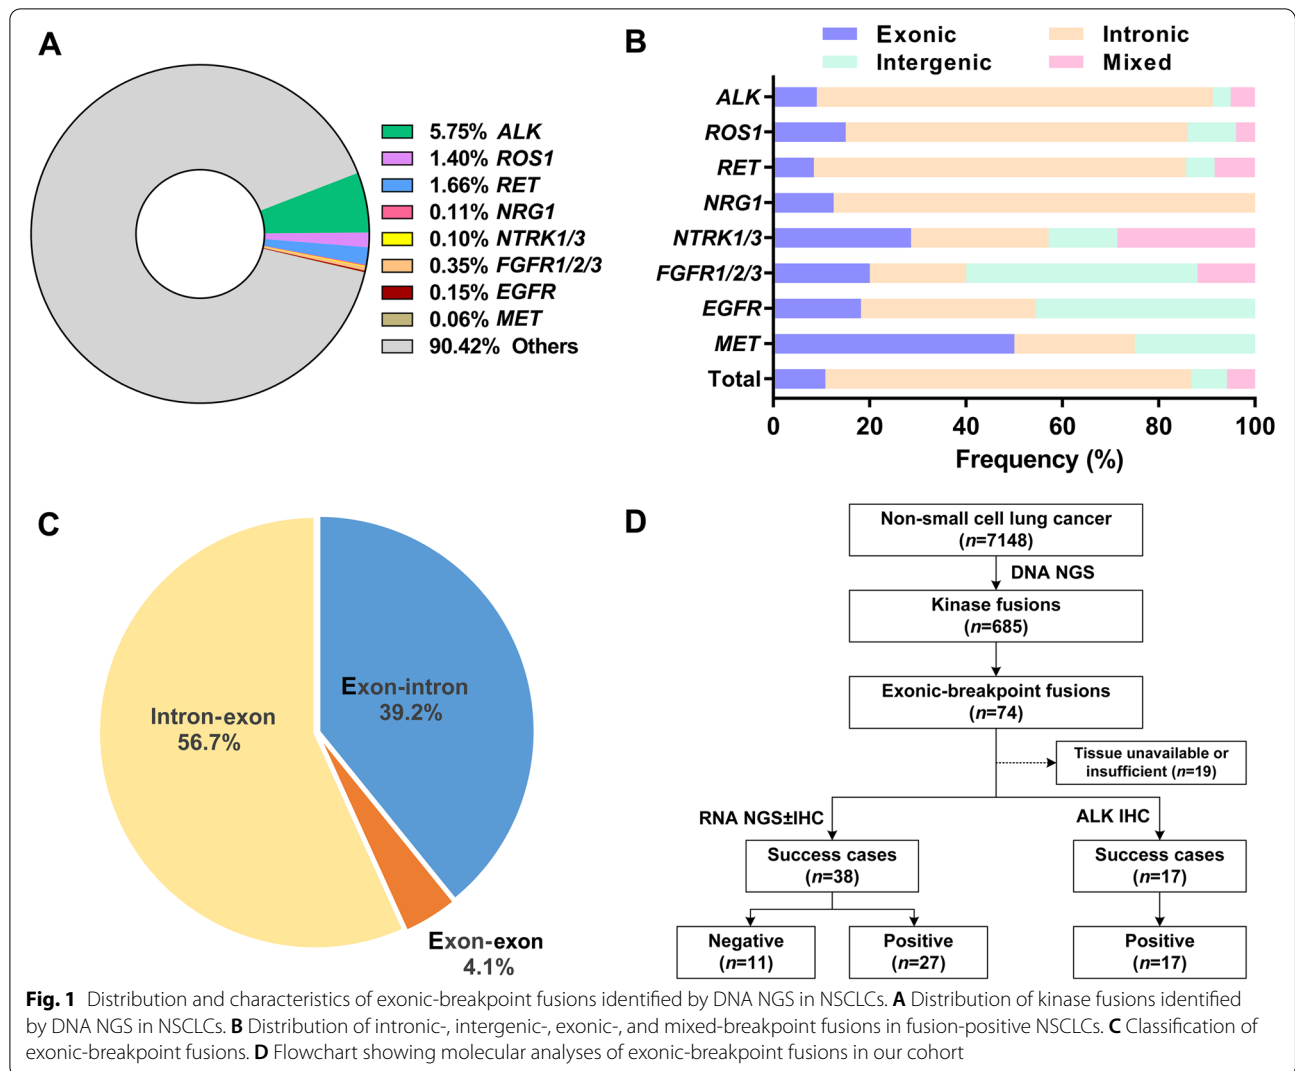 A
5.75% ALK
1.40% ROS1
1.66% RET
0.11% NRG1
0.10% NTRK1/3
0.35% FGFR1/2/3
0.15% EGFR
0.06% MET
90.42% Others
B
Exonic
Intronic
Intergenic
Mixed
ALK
ROS1
RET
NRG1
NTRK1/3
FGFR1/2/3
EGFR
MET
Total
0 20 40 60 80 100
Frequency (%)
C
Exon-intron
39.2%
Intron-exon
56.7%
Exon-exon
4.1%
D
Non-small cell lung cancer
(n=7148)
DNA NGS
Kinase fusions
(n=685)
Exonic-breakpoint fusions
(n=74)
Tissue unavailable or
insufficient (n=19)
RNA NGS±IHC
ALK IHC
Success cases
(n=38)
Success cases
(n=17)
Negative
(n=11)
Positive
(n=27)
Positive
(n=17)
Fig. 1 Distribution and characteristics of exonic-breakpoint fusions identified by DNA NGS in NSCLCs. A Distribution of kinase fusions identified
by DNA NGS in NSCLCs. B Distribution of intronic-, intergenic-, exonic-, and mixed-breakpoint fusions in fusion-positive NSCLCs. C Classification of
exonic-breakpoint fusions. D Flowchart showing molecular analyses of exonic-breakpoint fusions in our cohort